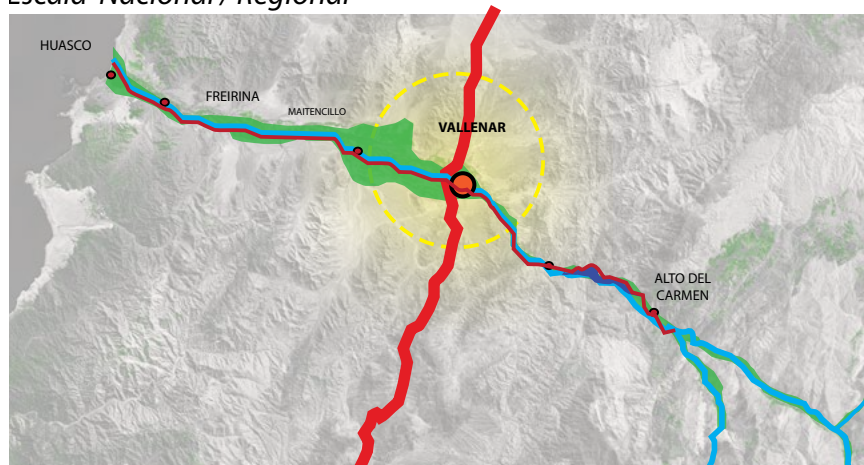 Escala Nacional / Regional
HUASCO
FREIRINA
MAITENCILLO
VALLENAR
ALTO DEL
CARMEN